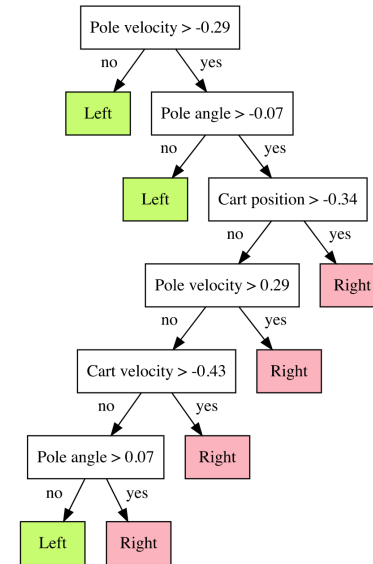 Pole velocity > -0.29
no
yes
Left
Pole angle > -0.07
no
yes
Left
Cart position > -0.34
no
yes
Pole velocity > 0.29
Right
no
yes
Cart velocity > -0.43
Right
no
yes
Pole angle > 0.07
Right
no
yes
Left
Right